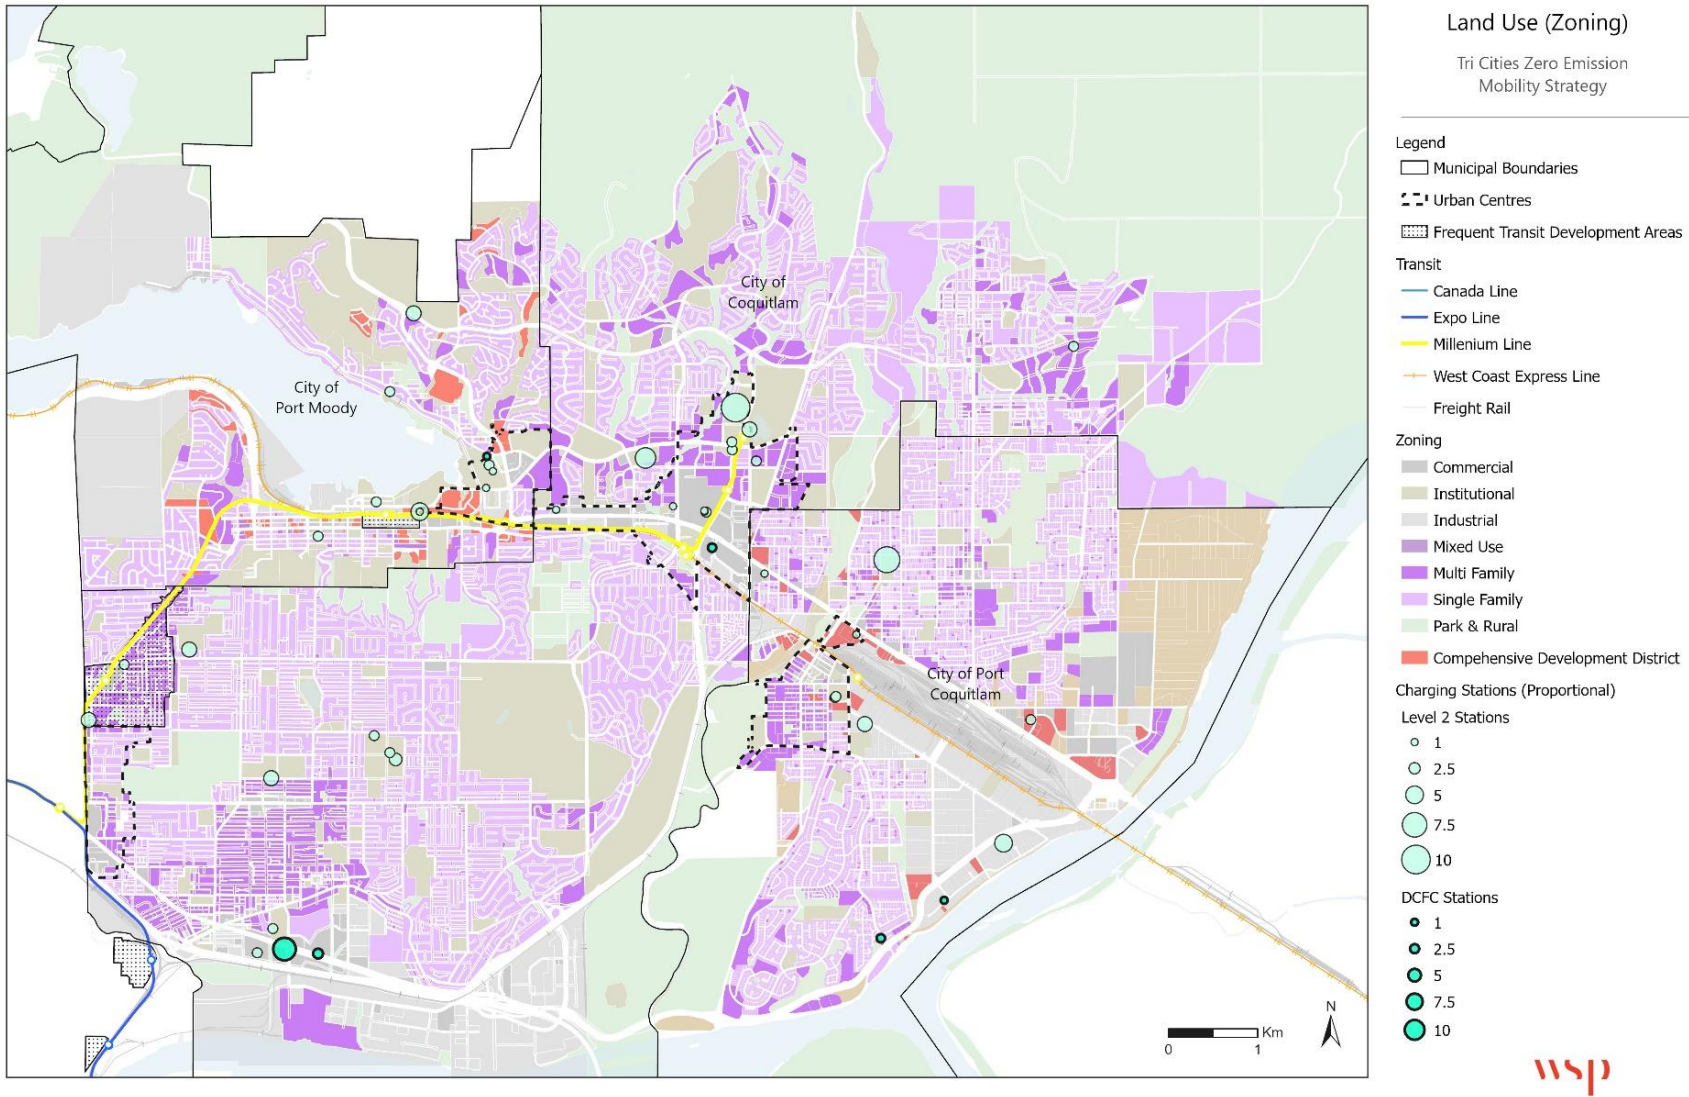 Land Use (Zoning)
Tri Cities Zero Emission
Mobility Strategy
Legend
Municipal Boundaries
Urban Centres
Frequent Transit Development Areas
Transit
Canada Line
Expo Line
Millenium Line
West Coast Express Line
Freight Rail
Zoning
Commercial
Institutional
Industrial
Mixed Use
Multi Family
Single Family
Park & Rural
Compehensive Development District
Charging Stations (Proportional)
Level 2 Stations
1
2.5
5
7.5
10
DCFC Stations
1
2.5
5
7.5
10
City of
Coquitlam
City of
Port Moody
City of Port
Coquitlam
N
Km
0
1
wsp